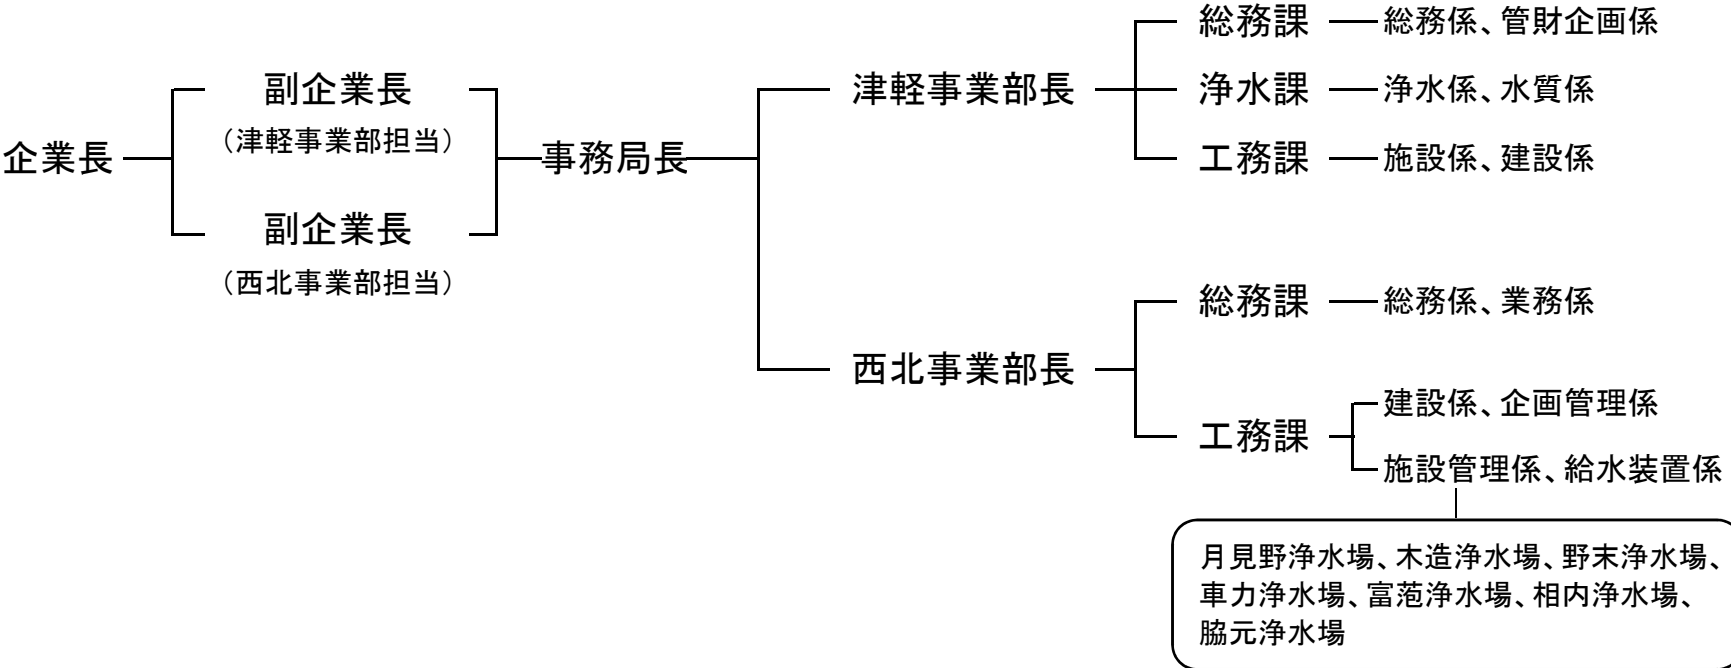 企業長
副企業長
（津軽事業部担当）
副企業長
（西北事業部担当）
事務局長
津軽事業部長
総務課
総務係、管財企画係
浄水課
浄水係、水質係
工務課
施設係、建設係
西北事業部長
総務課
総務係、業務係
工務課
建設係、企画管理係
施設管理係、給水装置係
月見野浄水場、木造浄水場、野末浄水場、
車力浄水場、富萢浄水場、相内浄水場、
脇元浄水場